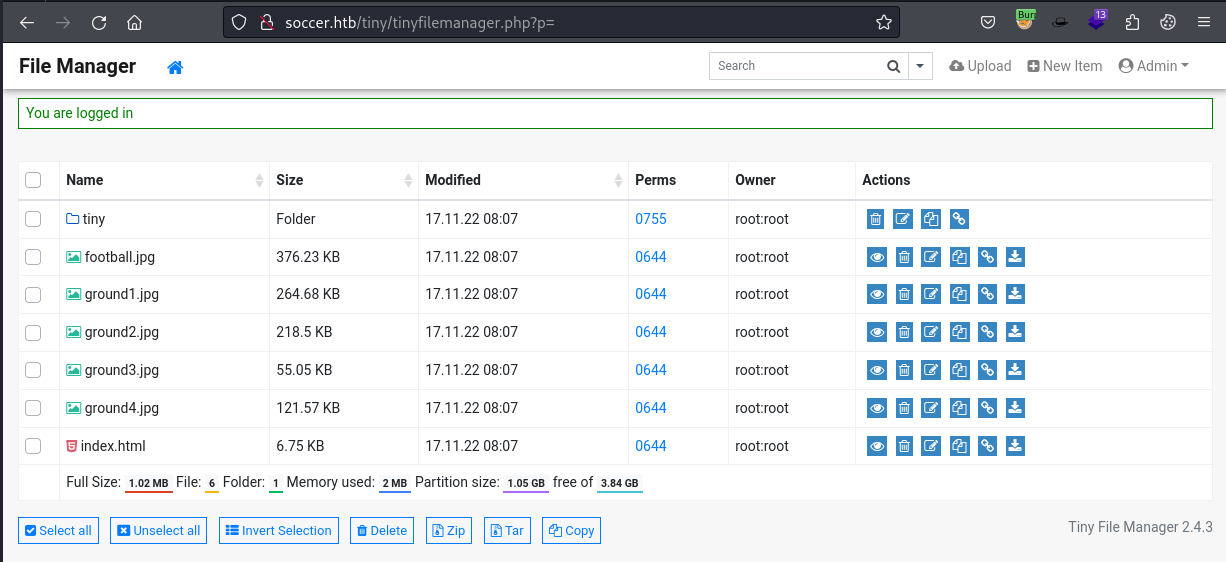 soccer.htb/tiny/tinyfilemanager.php?p=
Burr
13
File Manager Search Upload New Item Admin
You are logged in
Name Size Modified Perms Owner Actions
tiny Folder 17.11.22 08:07 0755 root:root
football.jpg 376.23 KB 17.11.22 08:07 0644 root:root
ground1.jpg 264.68 KB 17.11.22 08:07 0644 root:root
ground2.jpg 218.5 KB 17.11.22 08:07 0644 root:root
ground3.jpg 55.05 KB 17.11.22 08:07 0644 root:root
ground4.jpg 121.57 KB 17.11.22 08:07 0644 root:root
index.html 6.75 KB 17.11.22 08:07 0644 root:root
Full Size: 1.02 MB File: 6 Folder: 1 Memory used: 2 MB Partition size: 1.05 GB free of 3.84 GB
Select all Unselect all Invert Selection Delete Zip Tar Copy Tiny File Manager 2.4.3